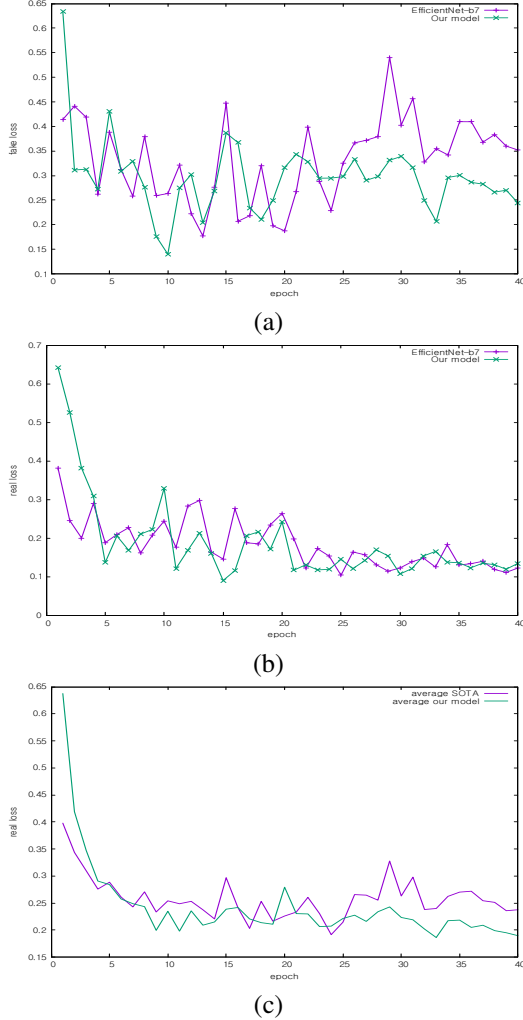 0.65
0.6
0.55
0.5
0.45
0.4
0.35
0.3
0.25
0.2
0.15
0.1
fake loss
EfficientNet-b7
Our model
0 5 10 15 20 25 30 35 40
epoch
(a)
0.7
0.6
0.5
0.4
0.3
0.2
0.1
0
real loss
EfficientNet-b7
Our model
0 5 10 15 20 25 30 35 40
epoch
(b)
0.65
0.6
0.55
0.5
0.45
0.4
0.35
0.3
0.25
0.2
0.15
real loss
average SOTA
average our model
0 5 10 15 20 25 30 35 40
epoch
(c)